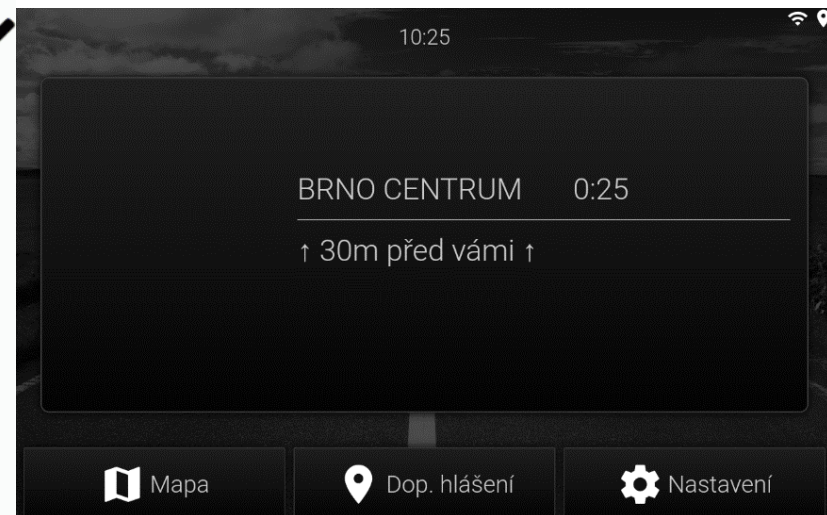 10:25
BRNO CENTRUM 0:25
↑ 30m před vámi ↑
Mapa
Dop. hlášení
Nastavení